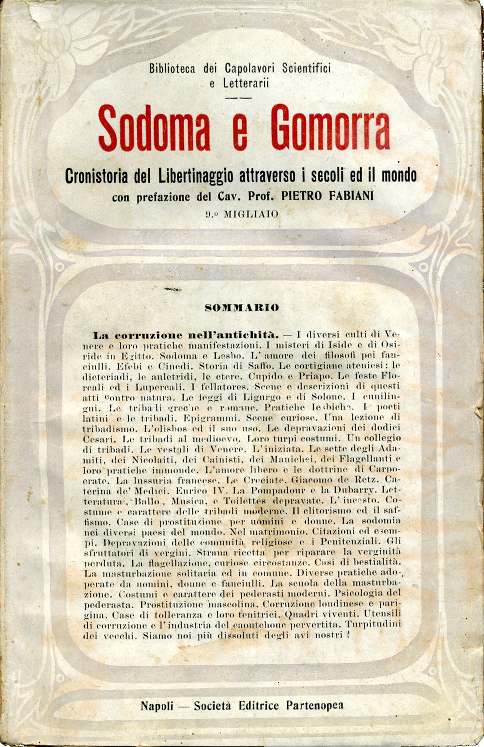 Biblioteca dei Capolavori Scientifici
e Letterarii
Sodoma e Gomorra
Cronistoria del Libertinaggio attraverso i secoli ed il mondo
con prefazione del Cav. Prof. PIETRO FABIANI
9.º MIGLIAIO
SOMMARIO
La corruzione nell'antichità. — I diversi culti di Ve-
nere e loro pratiche manifestazioni. I misteri di Iside e di Osi-
ride in Egitto. Sodoma e Lesbo. L'amore dei filosofi pei fan-
ciulli. Efebi e Cinedi. Storia di Saffo. Le cortigiane ateniesi: le
dicteriadi, le auletridi, le etere. Cupido e Priapo. Le feste Flo-
reali ed i Lupercali. I fellatores. Scene e descrizioni di questi
atti contro natura. Le leggi di Ligurgo e di Solone. I cunilin-
gui. Le tribadi greche e romane. Pratiche lesbiche. I poeti
latini e le tribadi. Epigrammi. Scene curiose. Una lezione di
tribadismo. L'olisbos ed il suo uso. Le depravazioni dei dodici
Cesari. Le tribadi al medioevo. Loro turpi costumi. Un collegio
di tribadi. Le vestali di Venere. L'iniziata. Le sette degli Ada-
miti, dei Nicolaiti, dei Cainisti, dei Manichei, dei Flagellanti e
loro pratiche immonde. L'amore libero e le dottrine di Carpo-
crate. La lussuria francese. Le Crociate. Giacomo de Retz. Ca-
terina de' Medici. Enrico IV. La Pompadour e la Dubarry. Let-
teratura, Ballo, Musica, e Toilettes depravate. L'incesto. Co-
stume e carattere delle tribadi moderne. Il clitorismo ed il saf-
fismo. Case di prostituzione per uomini e donne. La sodomia
nei diversi paesi del mondo. Nel matrimonio. Citazioni ed esem-
pi. Depravazioni delle comunità religiose e i Penitenziali. Gli
sfruttatori di vergini. Strana ricetta per riparare la verginità
perduta. La flagellazione, curiose circostanze. Casi di bestialità.
La masturbazione solitaria ed in comune. Diverse pratiche ado-
perate da uomini, donne e fanciulli. La scuola della masturba-
zione. Costumi e carattere dei pederasti moderni. Psicologia del
pederasta. Prostituzione mascolina. Corruzione londinese e pari-
gina. Case di tolleranza e loro fenitrici. Quadri viventi. Utensili
di corruzione e l'industria del caoutchouc pervertita. Turpitudini
dei vecchi. Siamo noi più dissoluti degli avi nostri?
Napoli — Società Editrice Partenopea